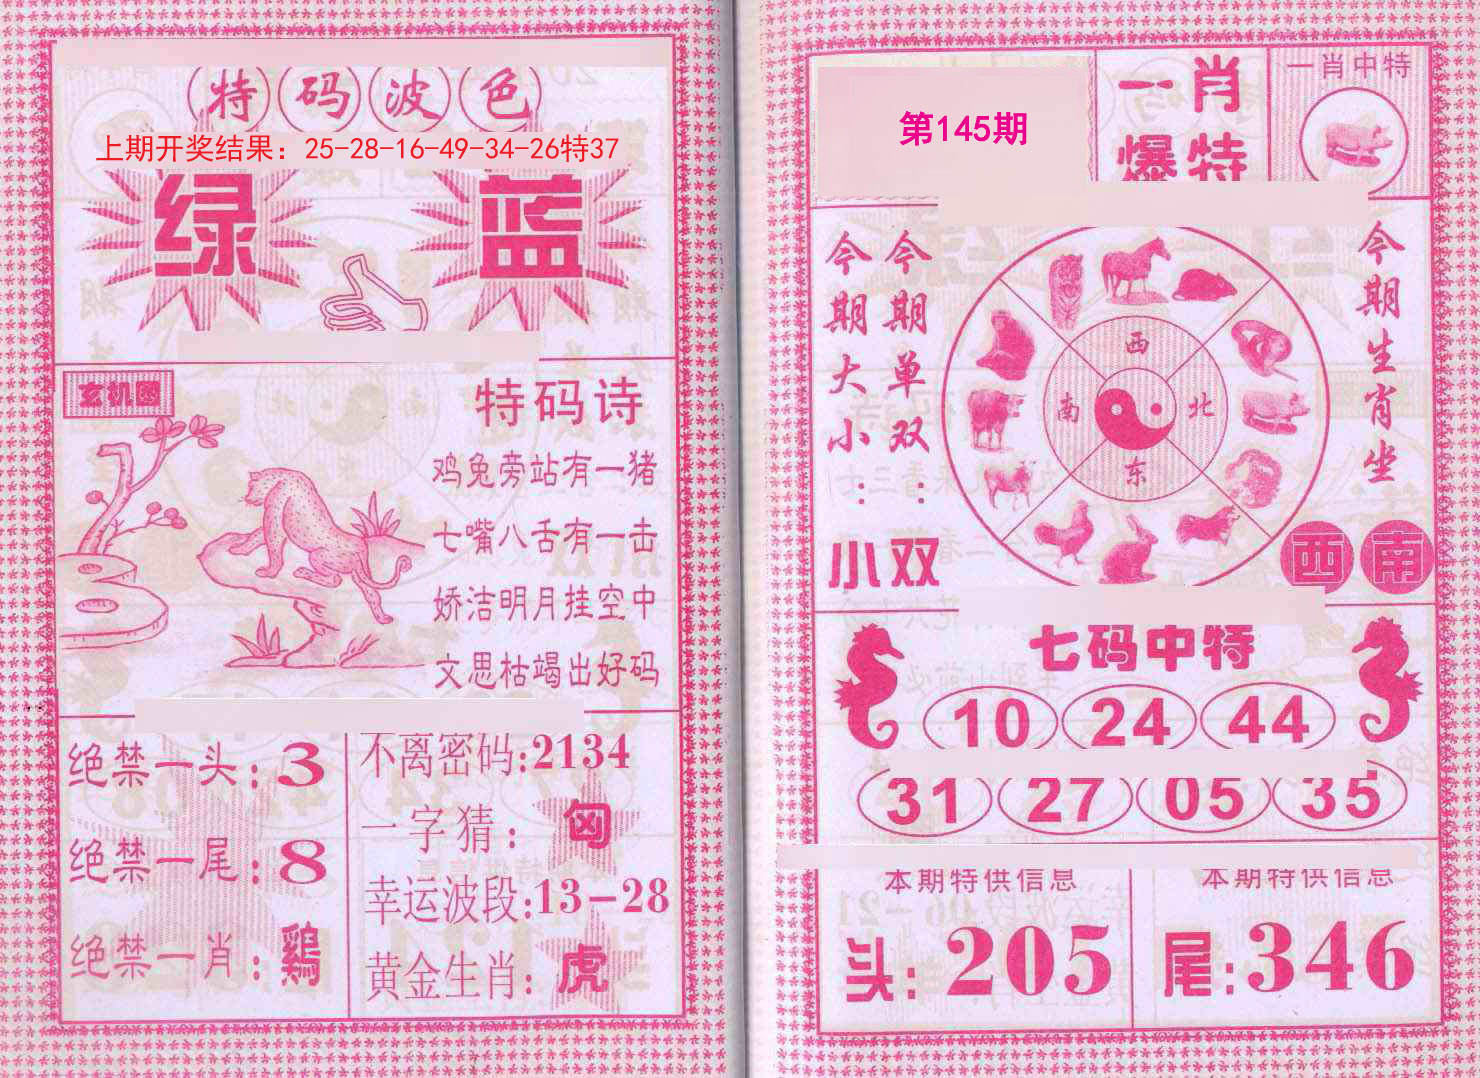 特码波色
上期开奖结果：25-28-16-49-34-26特37
绿 蓝
玄机图
特码诗
鸡兔旁站有一猪
七嘴八舌有一击
娇洁明月挂空中
文思枯竭出好码
绝禁一头：3
绝禁一尾：8
绝禁一肖：鷄
不离密码：2134
一字猜：匈
幸运波段：13-28
黄金生肖：虎
第145期
一肖
爆特
一肖中特
今期大小：
小
今期单双：
双
西
南
北
东
今期生肖坐
西南
七码中特
10 24 44
31 27 05 35
本期特供信息
头：205
本期特供信息
尾：346